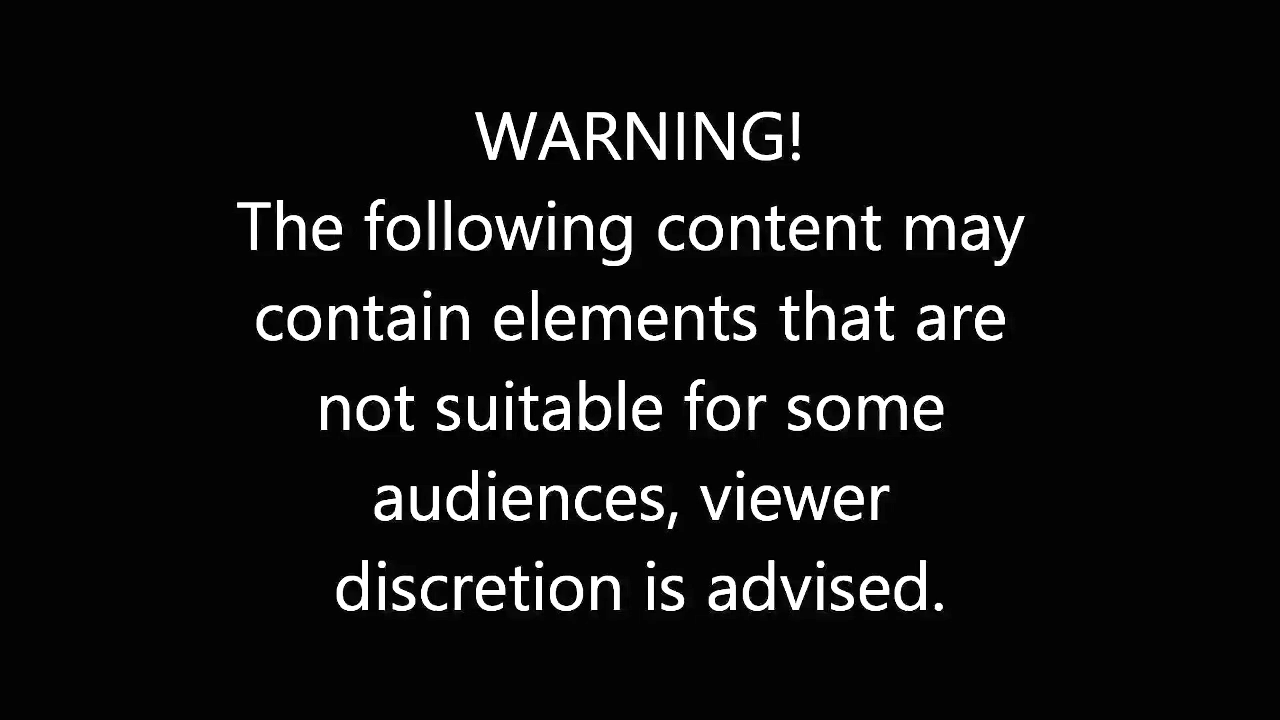 WARNING!
The following content may
contain elements that are
not suitable for some
audiences, viewer
discretion is advised.